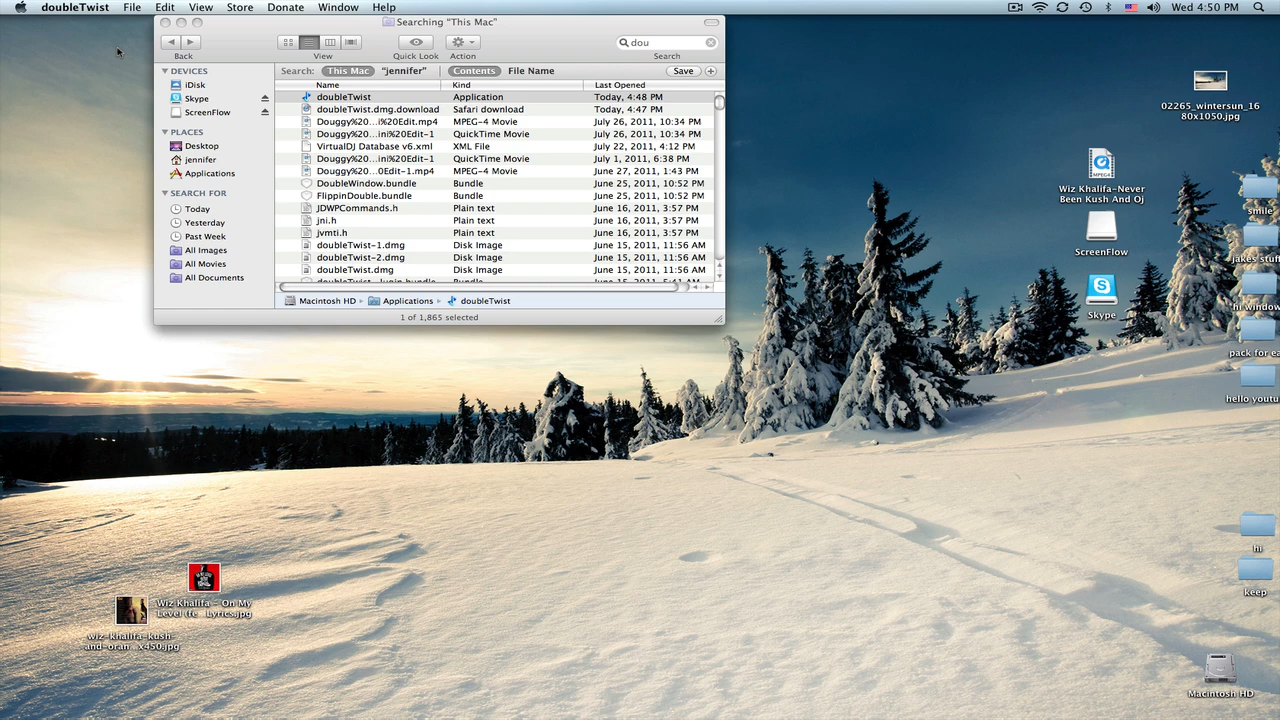 doubleTwist File Edit View Store Donate Window Help Wed 4:50 PM
Searching "This Mac"
dou
Back View Quick Look Action Search
Search: This Mac "jennifer" Contents File Name Save
DEVICES
iDisk
Skype
ScreenFlow
PLACES
Desktop
jennifer
Applications
SEARCH FOR
Today
Yesterday
Past Week
All Images
All Movies
All Documents
Name Kind Last Opened
doubleTwist Application Today, 4:48 PM
doubleTwist.dmg.download Safari download Today, 4:47 PM
Douggy%20...i%20Edit.mp4 MPEG-4 Movie July 26, 2011, 10:34 PM
Douggy%20...ini%20Edit-1 QuickTime Movie July 26, 2011, 10:34 PM
VirtualDJ Database v6.xml XML File July 22, 2011, 4:12 PM
Douggy%20...ini%20Edit-1 QuickTime Movie July 1, 2011, 6:38 PM
Douggy%20...0Edit-1.mp4 MPEG-4 Movie June 27, 2011, 1:43 PM
DoubleWindow.bundle Bundle June 25, 2011, 10:52 PM
FlippinDouble.bundle Bundle June 25, 2011, 10:52 PM
JDWPCommands.h Plain text June 16, 2011, 3:57 PM
jni.h Plain text June 16, 2011, 3:57 PM
jvmti.h Plain text June 16, 2011, 3:57 PM
doubleTwist-1.dmg Disk Image June 15, 2011, 11:56 AM
doubleTwist-2.dmg Disk Image June 15, 2011, 11:56 AM
doubleTwist.dmg Disk Image June 15, 2011, 11:56 AM
Macintosh HD Applications doubleTwist
1 of 1,865 selected
02265_wintersun_16
80x1050.jpg
MPEG4
Wiz Khalifa-Never
Been Kush And Oj
ScreenFlow
Skype
smile
jakes stuff
hi window
pack for ea
hello youtu
hi
keep
Macintosh HD
Wiz Khalifa - On My
Level (fe...Lyrics.jpg
wiz-khalifa-kush-
and-oran...x450.jpg